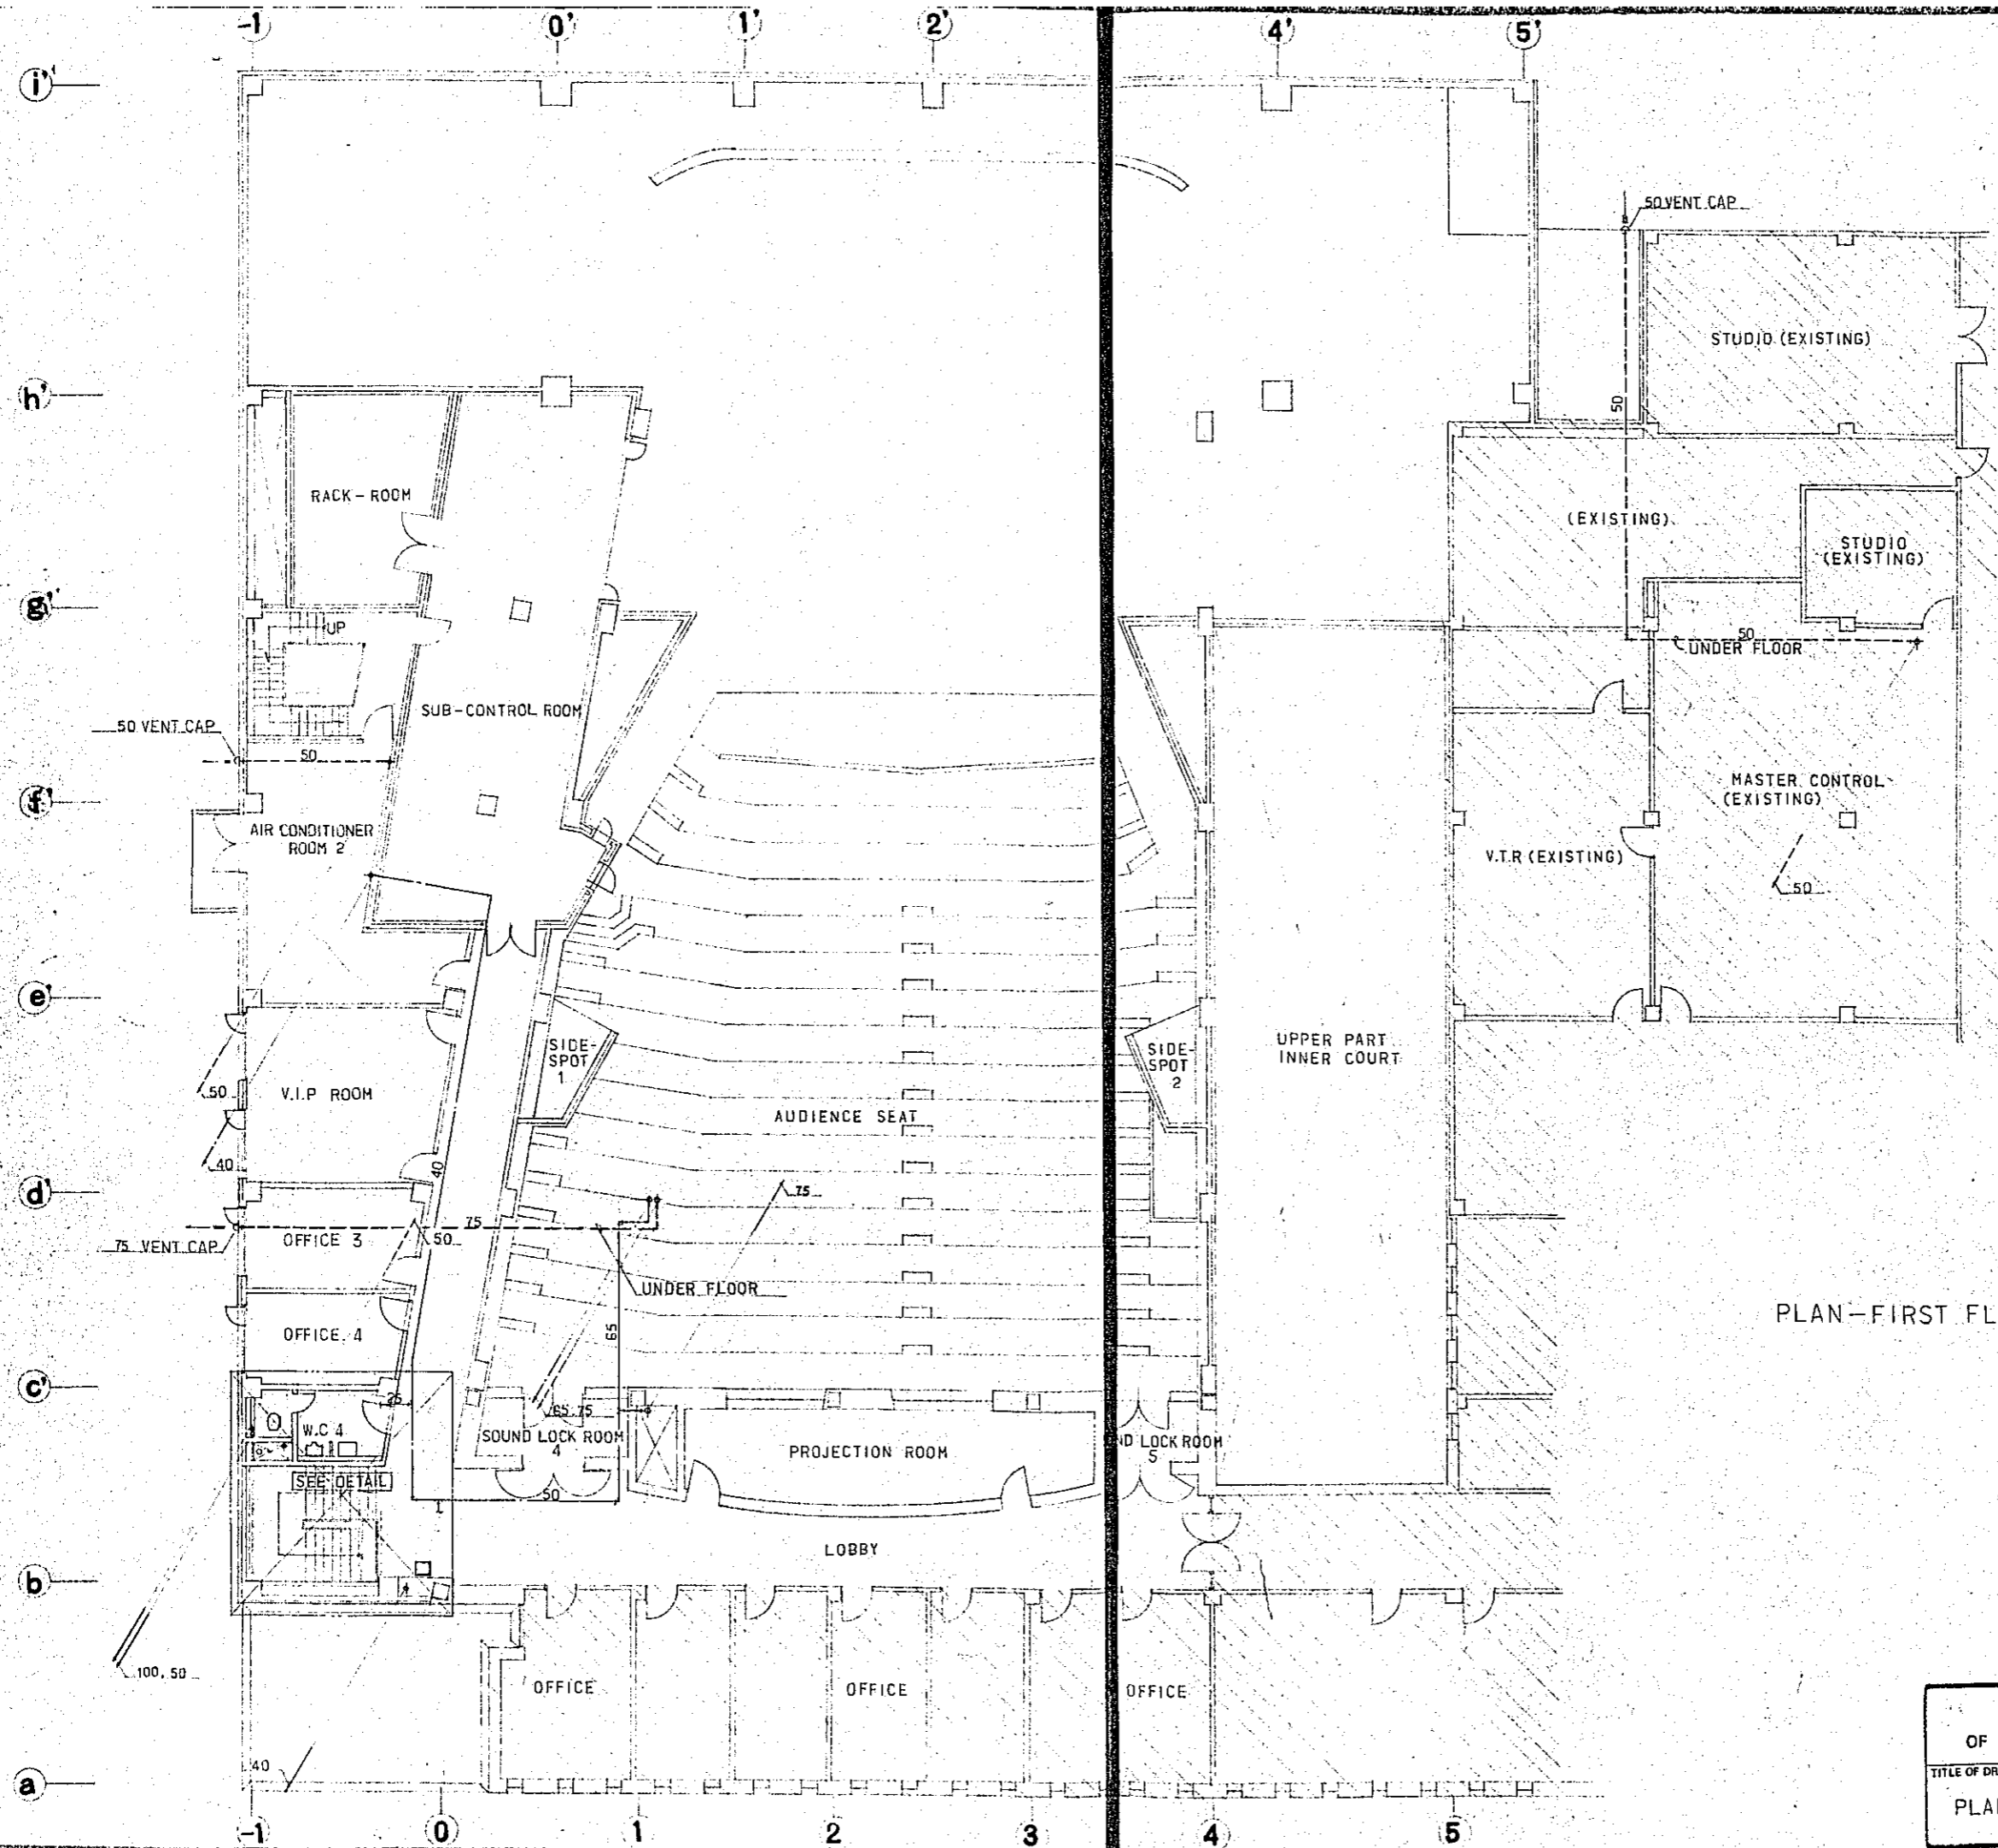 -1
0'
1'
2'
4'
5'
i'
50 VENT CAP
STUDIO (EXISTING)
h'
50
RACK-ROOM
(EXISTING)
STUDIO
(EXISTING)
g'
UP
50
UNDER FLOOR
SUB-CONTROL ROOM
50 VENT CAP
50
f'
MASTER CONTROL
(EXISTING)
AIR CONDITIONER
ROOM 2
V.T.R (EXISTING)
50
e'
SIDE-
SPOT
1
SIDE-
SPOT
2
UPPER PART
INNER COURT
50
V.I.P ROOM
AUDIENCE SEAT
40
40
d'
75
75
50
75 VENT CAP
OFFICE 3
UNDER FLOOR
PLAN-FIRST FL
65
OFFICE. 4
c'
25
65.75
W.C 4
SOUND LOCK ROOM
4
PROJECTION ROOM
ND LOCK ROOM
5
SEE DETAIL
50
LOBBY
b
100, 50
OFFICE
OFFICE
OFFICE
OF
40
a
TITLE OF DR
PLA
-1
0
1
2
3
4
5